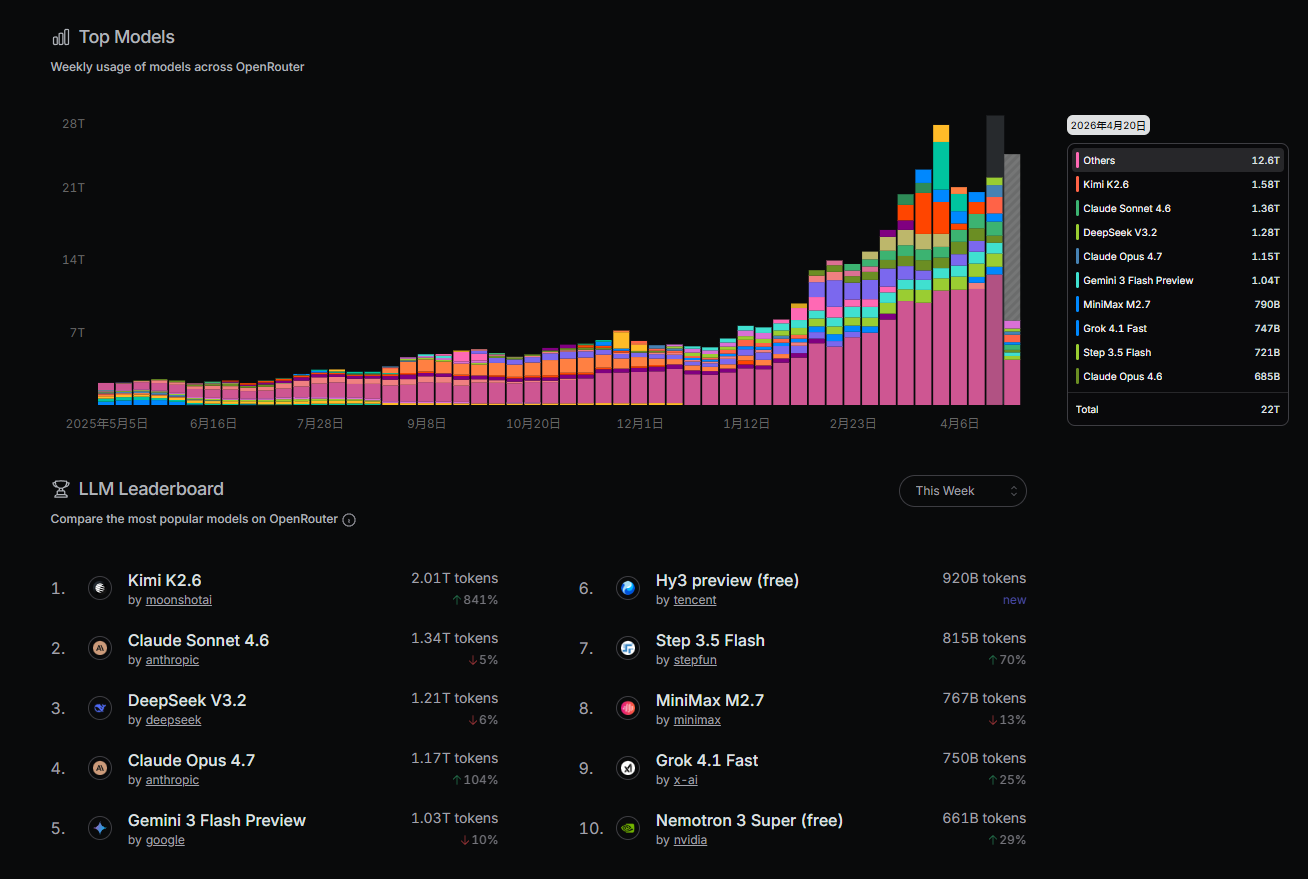 Top Models
Weekly usage of models across OpenRouter
28T
21T
14T
7T
2025年5月5日 6月16日 7月28日 9月8日 10月20日 12月1日 1月12日 2月23日 4月6日
2026年4月20日
Others 12.6T
Kimi K2.6 1.58T
Claude Sonnet 4.6 1.36T
DeepSeek V3.2 1.28T
Claude Opus 4.7 1.15T
Gemini 3 Flash Preview 1.04T
MiniMax M2.7 790B
Grok 4.1 Fast 747B
Step 3.5 Flash 721B
Claude Opus 4.6 685B
Total 22T
LLM Leaderboard
This Week
Compare the most popular models on OpenRouter
1. Kimi K2.6 2.01T tokens
by moonshotai ↑841%
2. Claude Sonnet 4.6 1.34T tokens
by anthropic ↓5%
3. DeepSeek V3.2 1.21T tokens
by deepseek ↓6%
4. Claude Opus 4.7 1.17T tokens
by anthropic ↑104%
5. Gemini 3 Flash Preview 1.03T tokens
by google ↓10%
6. Hy3 preview (free) 920B tokens
by tencent new
7. Step 3.5 Flash 815B tokens
by stepfun ↑70%
8. MiniMax M2.7 767B tokens
by minimax ↓13%
9. Grok 4.1 Fast 750B tokens
by x-ai ↑25%
10. Nemotron 3 Super (free) 661B tokens
by nvidia ↑29%